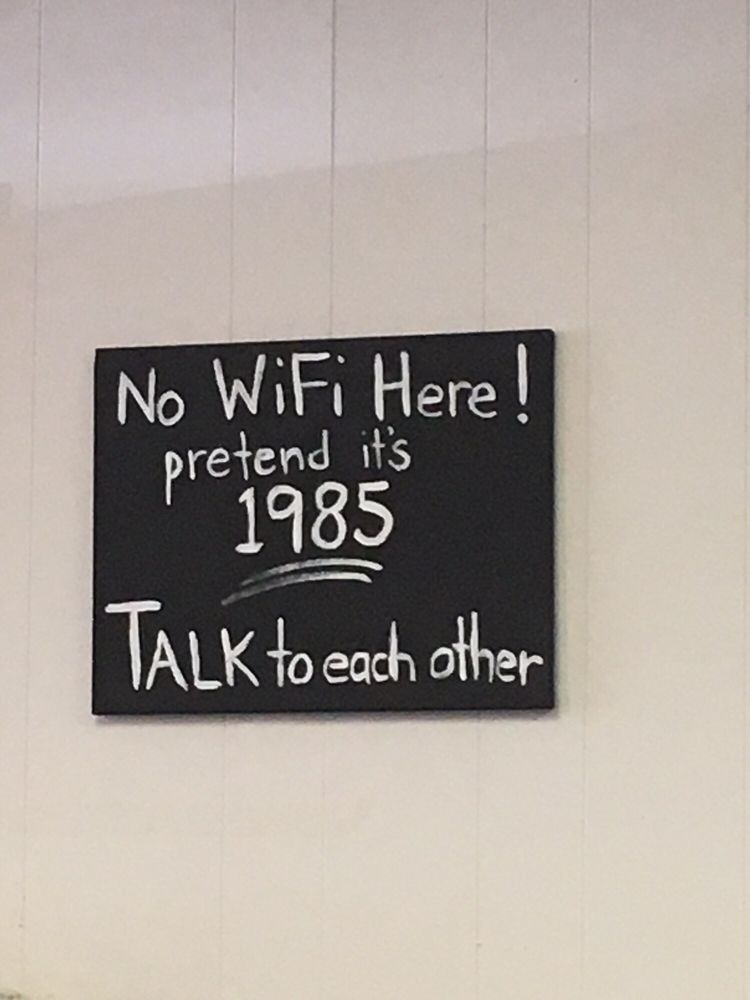 No WiFi Here!
pretend it's
1985
TALK to each other